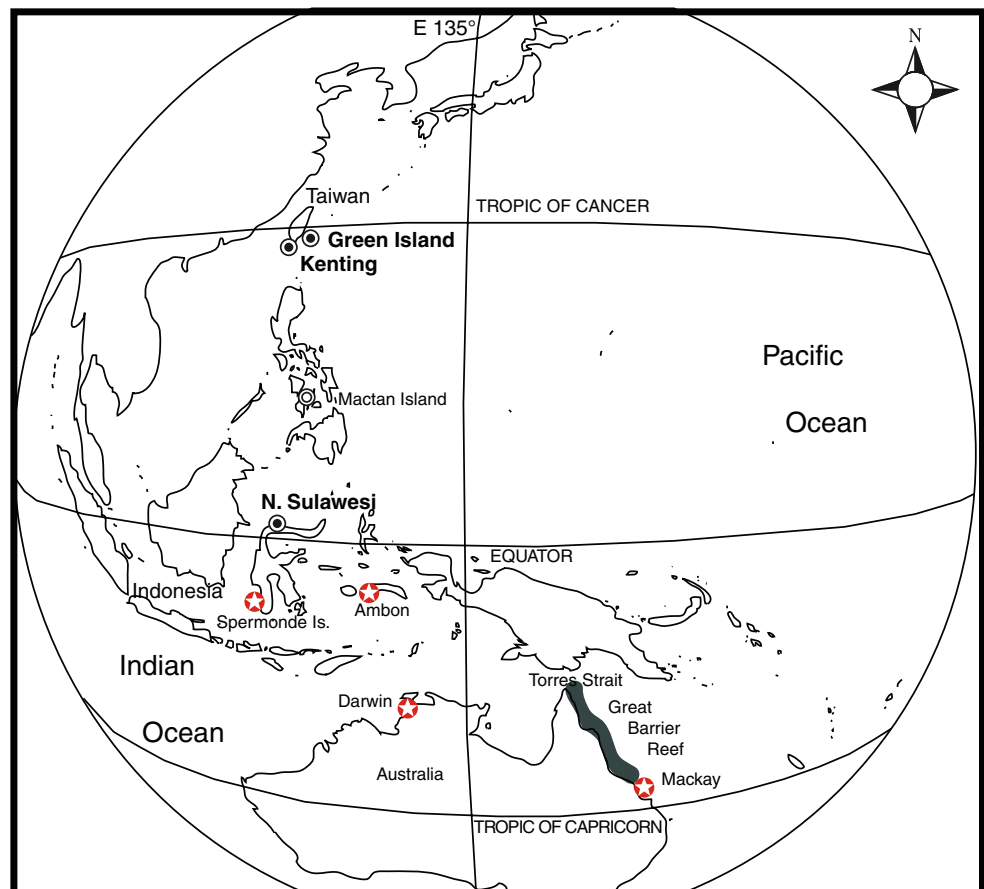 E 135°
N
Taiwan
TROPIC OF CANCER
Green Island
Kenting
Pacific
Mactan Island
Ocean
N. Sulawesj
EQUATOR
Indonesia
Ambon
Spermonde Is.
Indian
Torres Strait
Darwin
Great
Barrier
Ocean
Reef
Australia
Mackay
TROPIC OF CAPRICORN